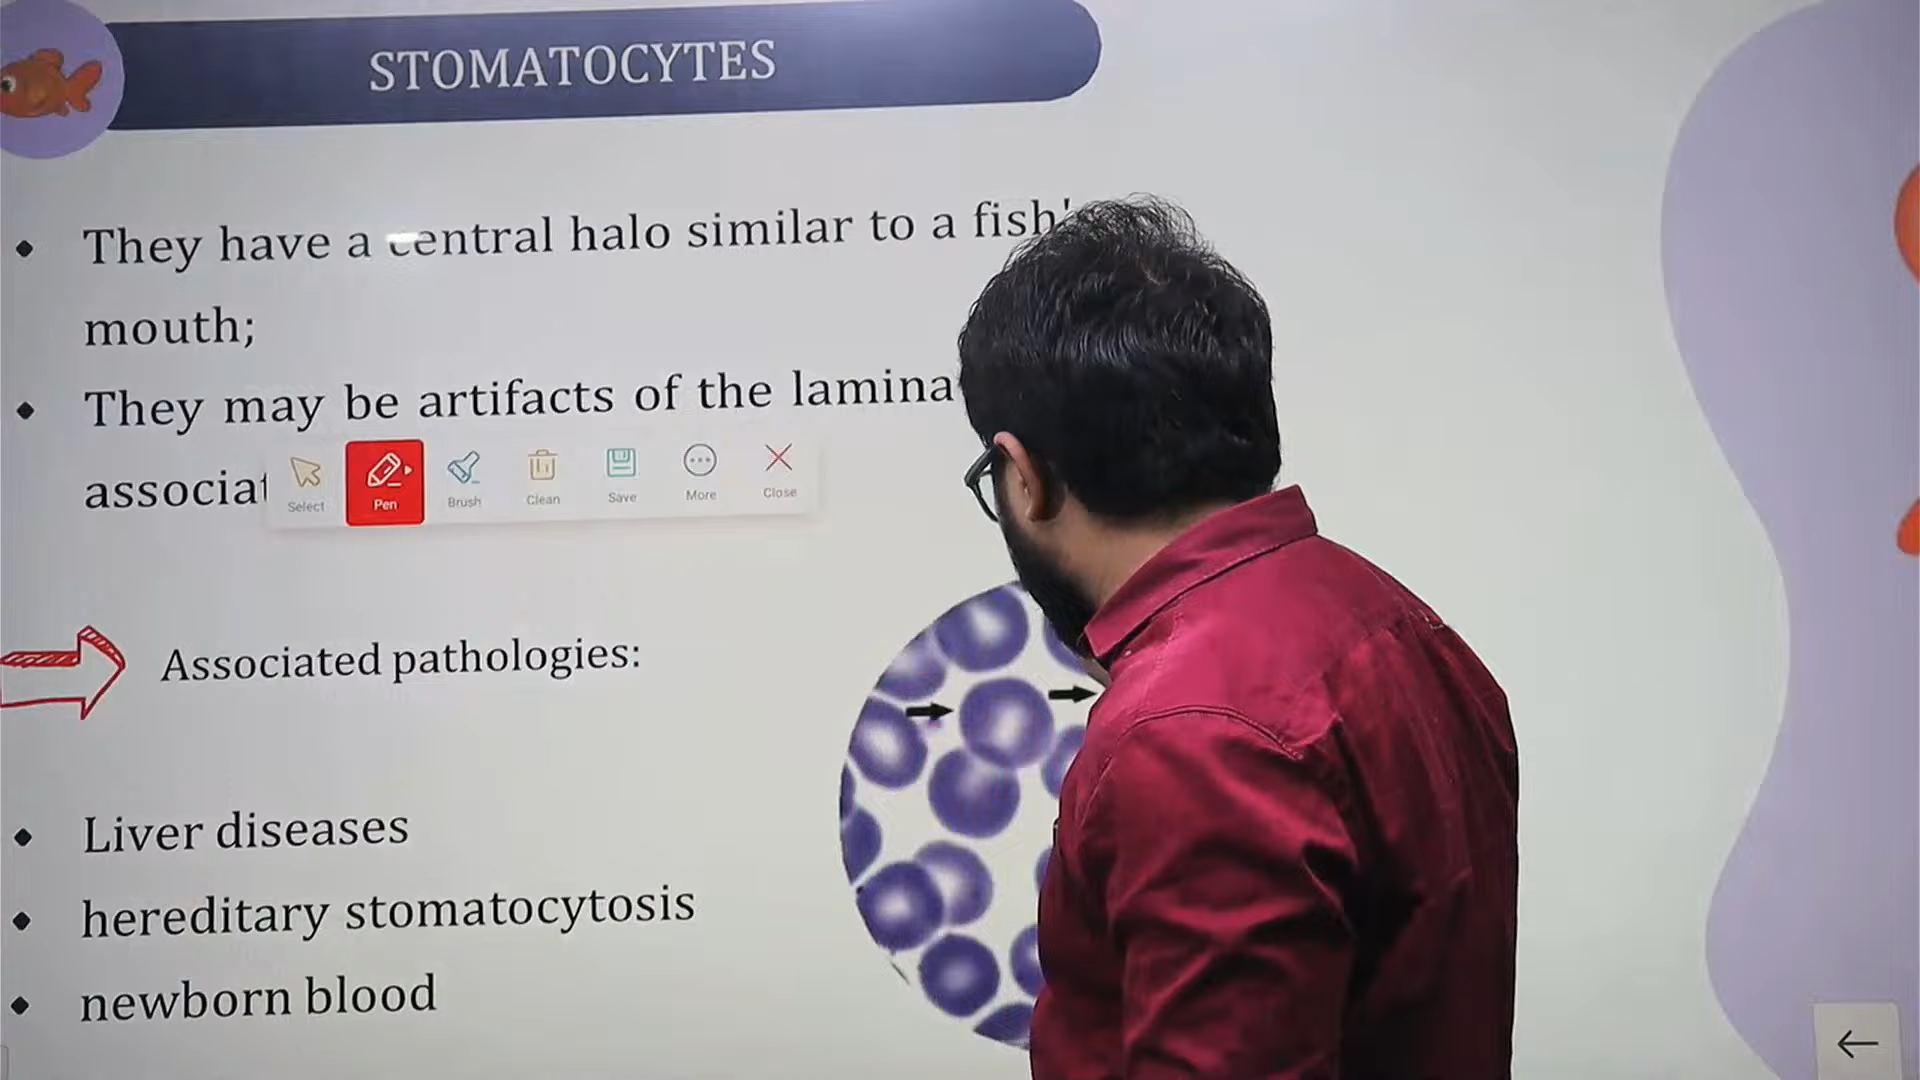 STOMATOCYTES
They have a central halo similar to a fish'
mouth;
They may be artifacts of the lamina
Select Pen Brush Clean Save More Close
Associated pathologies:
Liver diseases
hereditary stomatocytosis
newborn blood